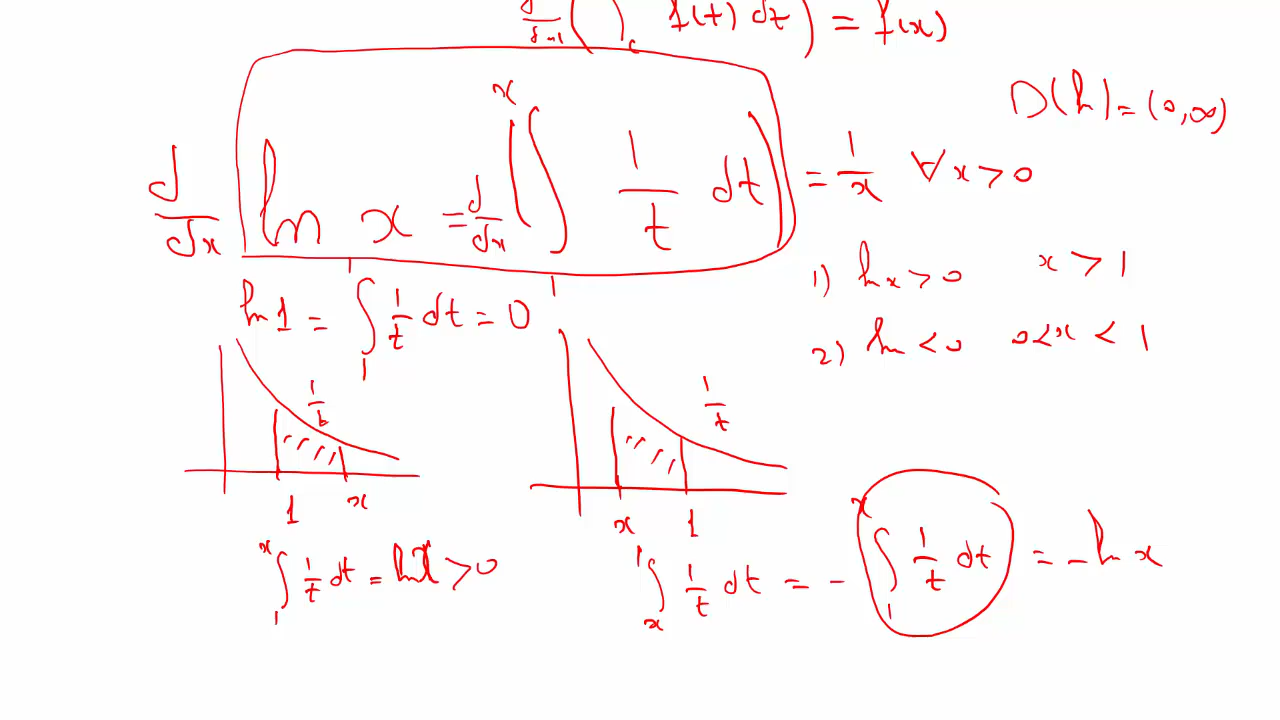 d/dx ( ∫_c f(t) dt ) = f(x)
D(ln) = (0,∞)
d/dx ln x = d/dx ( ∫_1^x 1/t dt ) = 1/x ∀x>0
1) ln x > 0 x > 1
ln 1 = ∫_1^1 1/t dt = 0
2) ln < 0 0<x < 1
1/t
1/t
1 x
x 1
∫_1^x 1/t dt = ln x > 0
∫_x^1 1/t dt = - ∫_1^x 1/t dt = -ln x